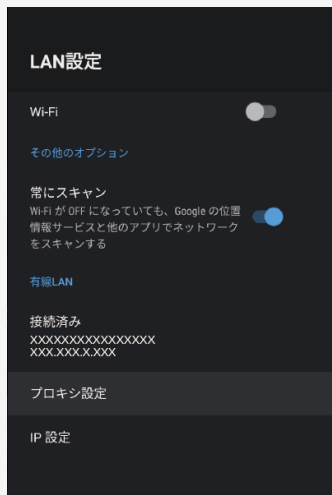 LAN設定
Wi-Fi
その他のオプション
常にスキャン
Wi-Fi が OFF になっていても、Google の位置
情報サービスと他のアプリでネットワーク
をスキャンする
有線LAN
接続済み
XXXXXXXXXXXXXXXX
XXX.XXX.X.XXX
プロキシ設定
IP 設定